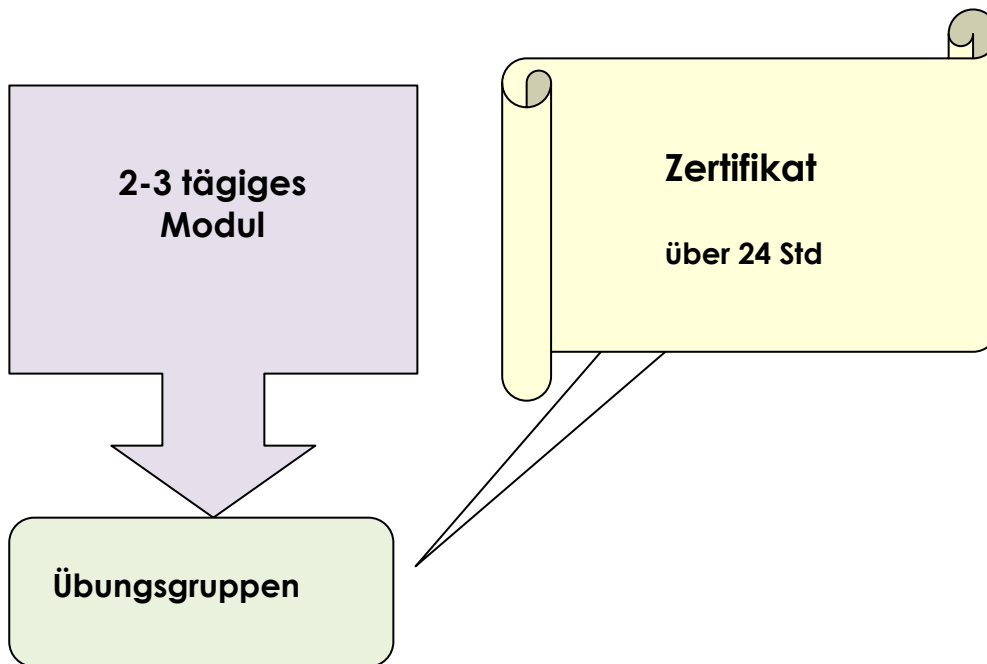 2-3 tägiges
Modul
Zertifikat
über 24 Std
Übungsgruppen